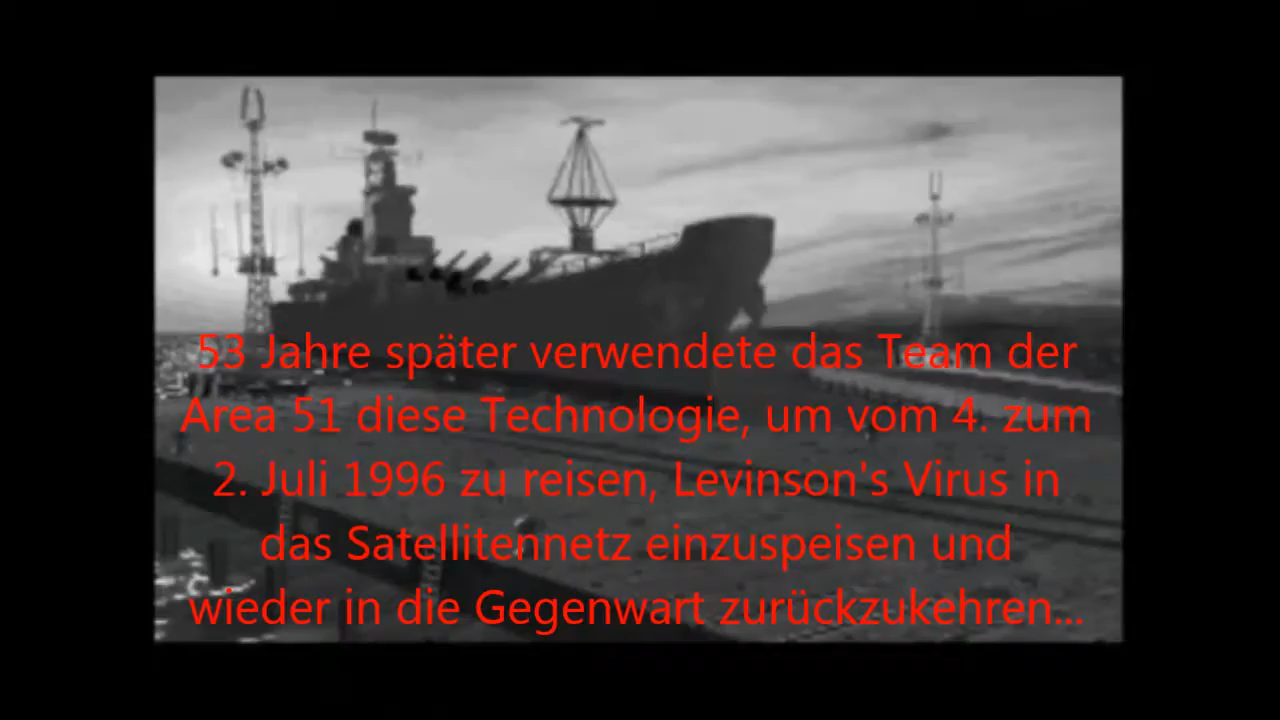 53 Jahre später verwendete das Team der
Area 51 diese Technologie, um vom 4. zum
2. Juli 1996 zu reisen, Levinson's Virus in
das Satellitennetz einzuspeisen und
wieder in die Gegenwart zurückzukehren...